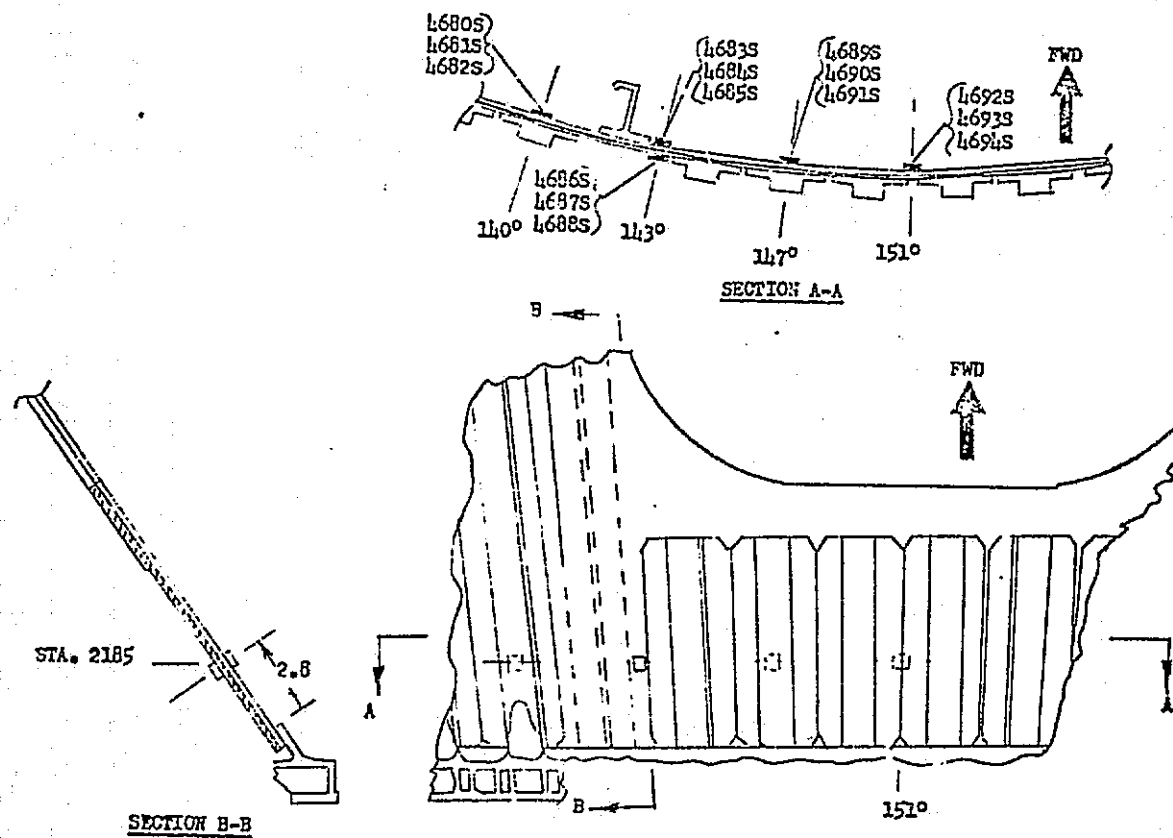 4680S
4681S
4682S
4683S
4684S
4685S
4689S
4690S
4691S
FWD
4692S
4693S
4694S
4686S
4687S
4688S
140°
143°
147°
151°
SECTION A-A
B
FWD
STA. 2185
2.8
A
A
B
151°
SECTION B-B